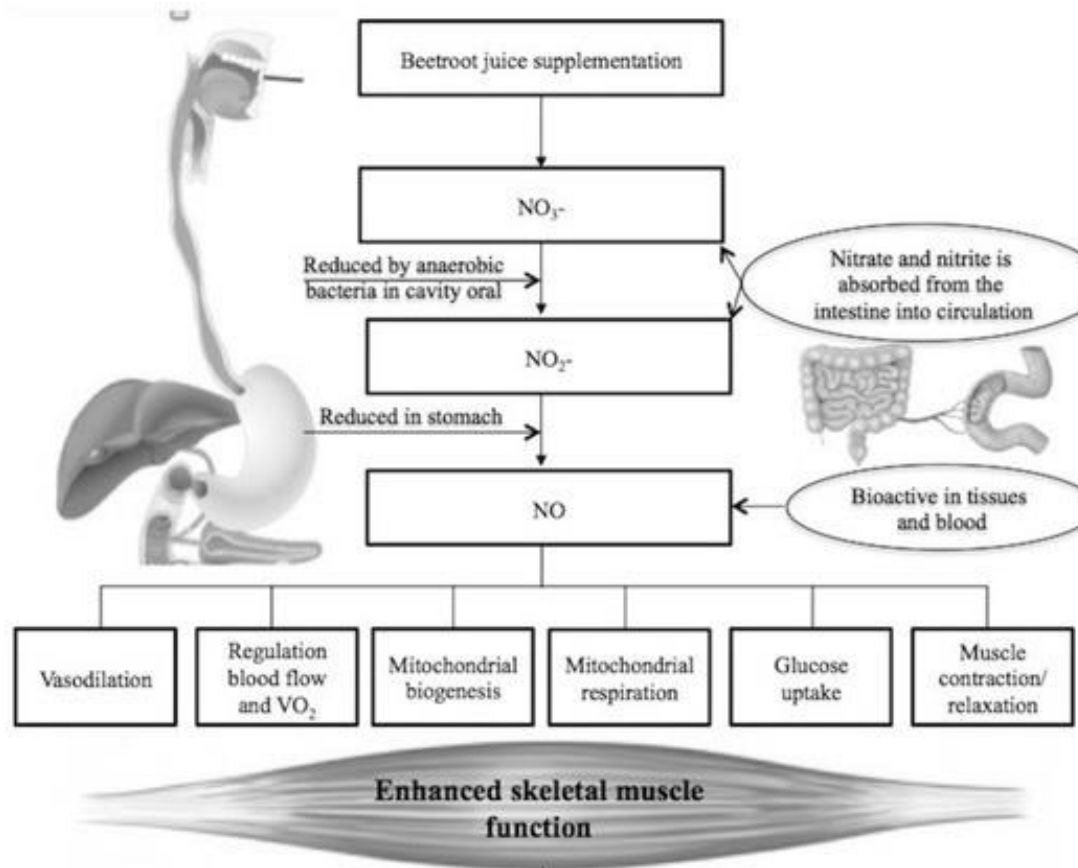 Beetroot juice supplementation
NO₃-
Reduced by anaerobic
bacteria in cavity oral
Nitrate and nitrite is
absorbed from the
intestine into circulation
NO₂-
Reduced in stomach
NO
Bioactive in tissues
and blood
Vasodilation
Regulation
blood flow
and VO₂
Mitochondrial
biogenesis
Mitochondrial
respiration
Glucose
uptake
Muscle
contraction/
relaxation
Enhanced skeletal muscle
function